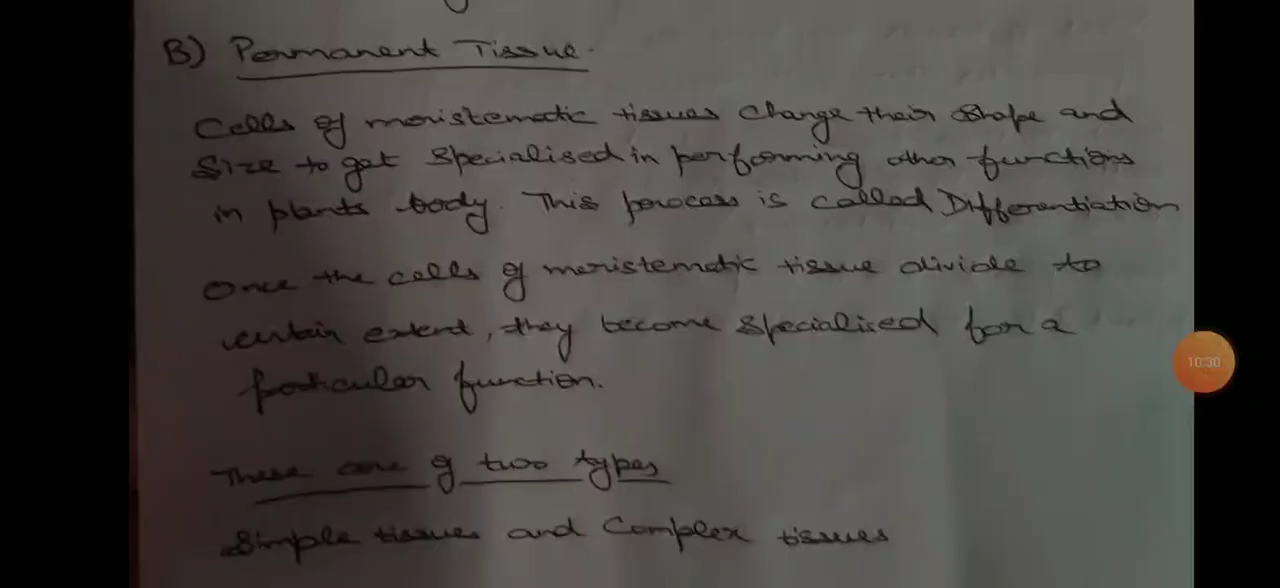 B) Permanent Tissue.
Cells of meristematic tissues change their shape and
size to get specialised in performing other functions
in plants body. This process is called Differentiation
Once the cells of meristematic tissue divide to
certain extent, they become specialised for a
particular function.
These are of two types
Simple tissues and Complex tissues
10:30